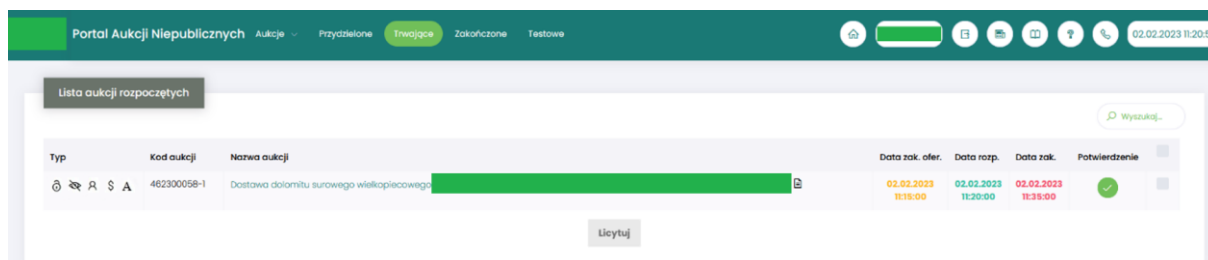 Portal Aukcji Niepublicznych Aukcje Przydzielone Trwające Zakończone Testowe 02.02.2023 11:20:5
Lista aukcji rozpoczętych
Wyszukaj...
Typ Kod aukcji Nazwa aukcji Data zak. ofer. Data rozp. Data zak. Potwierdzenie
A 462300058-1 Dostawa dolomitu surowego wielkopiecowego 02.02.2023 02.02.2023 02.02.2023
11:15:00 11:20:00 11:35:00
Licytuj